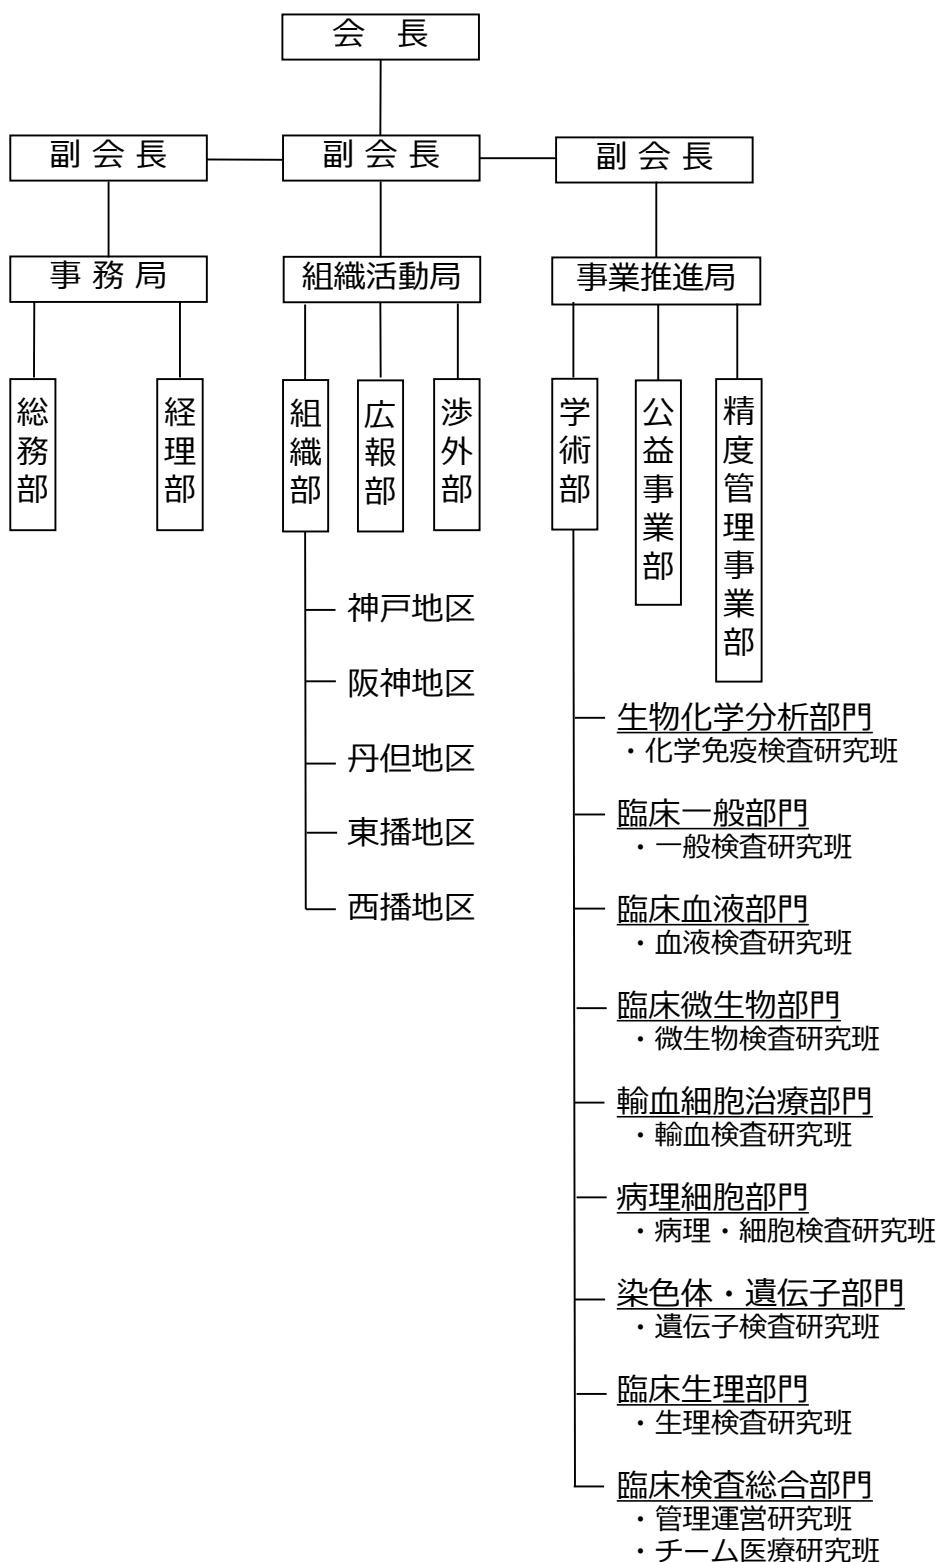 会　長
副 会 長
副 会 長
副 会 長
事 務 局
組織活動局
事業推進局
総務部
経理部
組織部
広報部
渉外部
学術部
公益事業部
精度管理事業部
神戸地区
阪神地区
丹但地区
東播地区
西播地区
生物化学分析部門
・化学免疫検査研究班
臨床一般部門
・一般検査研究班
臨床血液部門
・血液検査研究班
臨床微生物部門
・微生物検査研究班
輸血細胞治療部門
・輸血検査研究班
病理細胞部門
・病理・細胞検査研究班
染色体・遺伝子部門
・遺伝子検査研究班
臨床生理部門
・生理検査研究班
臨床検査総合部門
・管理運営研究班
・チーム医療研究班